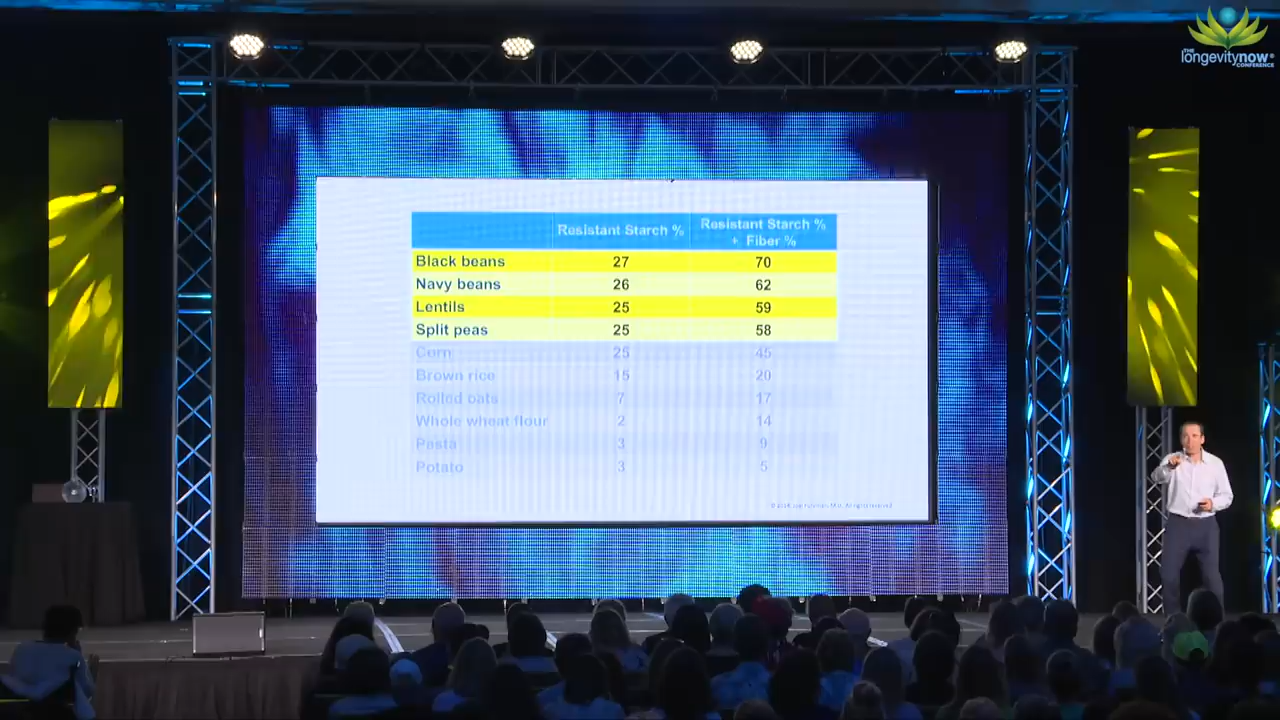 THE
longevitynow®
CONFERENCE
Resistant Starch %
Resistant Starch %
+ Fiber %
Black beans 27 70
Navy beans 26 62
Lentils 25 59
Split peas 25 58
Corn 25 45
Brown rice 15 20
Rolled oats 7 17
Whole wheat flour 2 14
Pasta 3 9
Potato 3 5